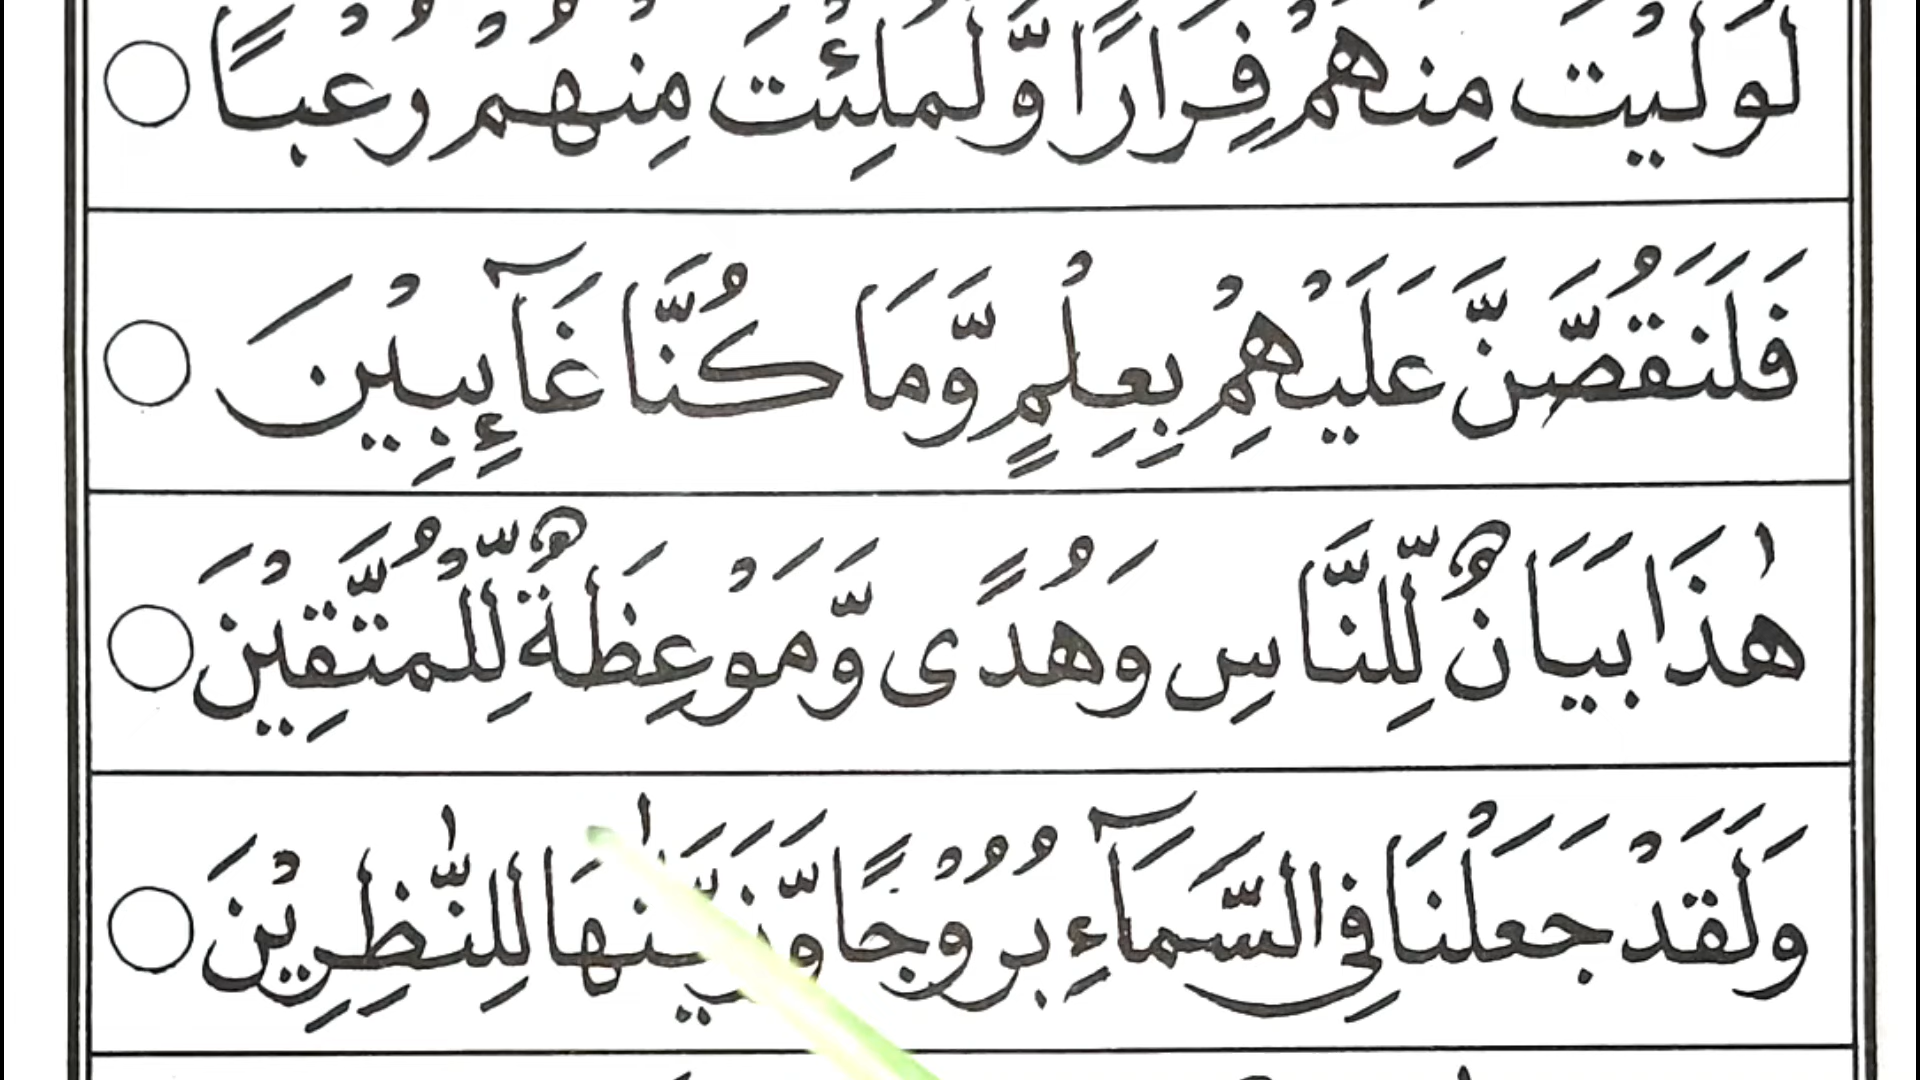 لَوَلَّيْتَ مِنْهُمْ فِرَارًا وَّلَمُلِئْتَ مِنْهُمْ رُعْبًا
فَلَنَقُصَّنَّ عَلَيْهِمْ بِعِلْمٍ وَّمَا كُنَّا غَآئِبِيْنَ
هٰذَا بَيَانٌ لِّلنَّاسِ وَهُدًى وَّمَوْعِظَةٌ لِّلْمُتَّقِيْنَ
وَلَقَدْ جَعَلْنَا فِي السَّمَآءِ بُرُوْجًا وَّزَيَّنّٰهَا لِلنّٰظِرِيْنَ